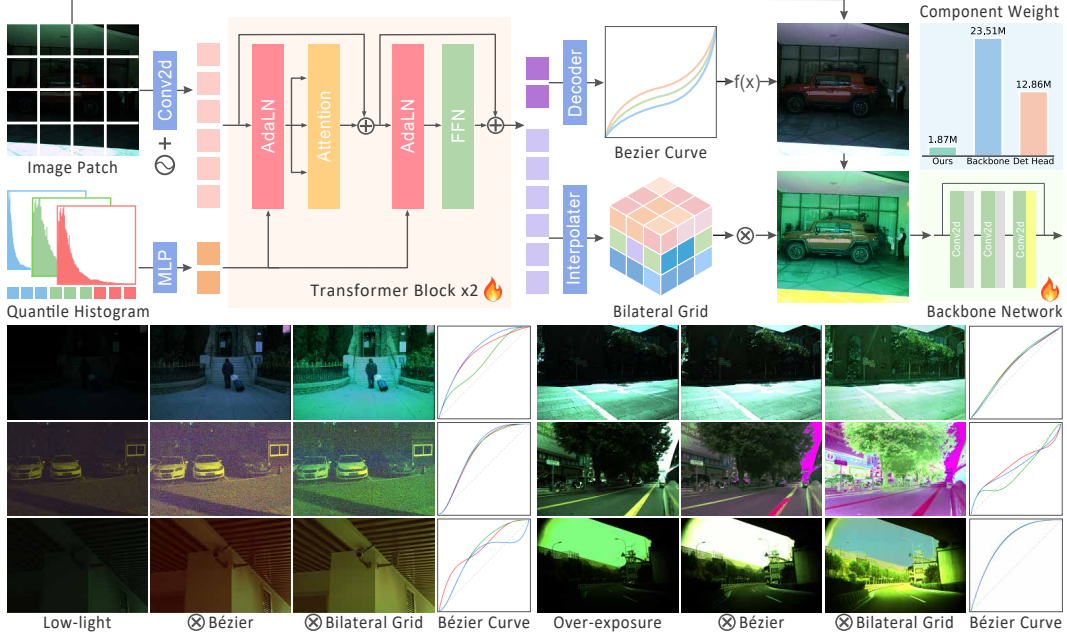 Component Weight
23.51M
12.86M
1.87M
Ours
Backbone
Det Head
Conv2d
+
Image Patch
AdaLN
Attention
AdaLN
FFN
Decoder
Bezier Curve
f(x)
MLP
Quantile Histogram
Transformer Block x2
Interpolater
Bilateral Grid
Conv2d
Conv2d
Conv2d
Backbone Network
Low-light
⊗ Bézier
⊗ Bilateral Grid
Bézier Curve
Over-exposure
⊗ Bézier
⊗ Bilateral Grid
Bézier Curve